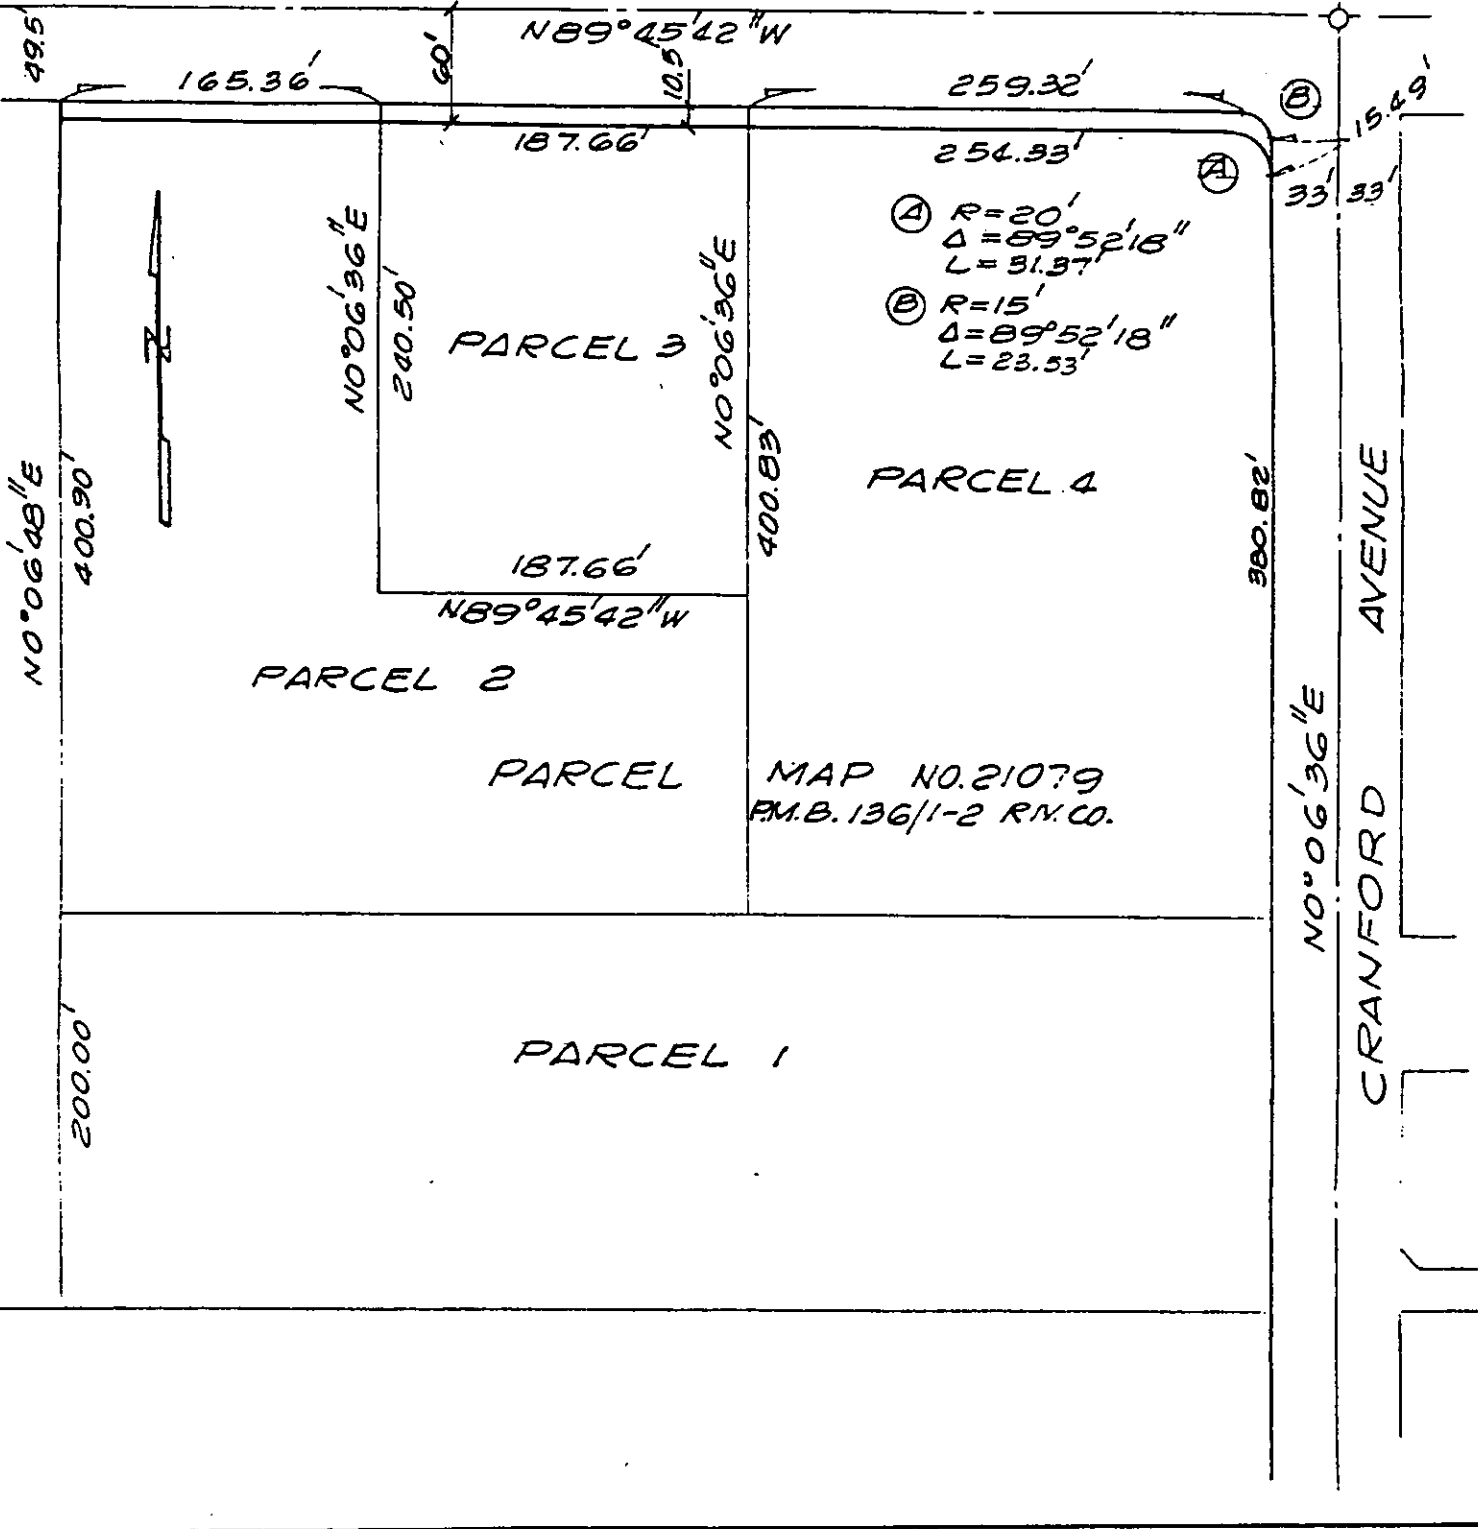 49.5'
N89°45'42"W
60'
10.5'
165.36'
259.32'
B
15.49'
187.66'
254.33'
A
33' 33'
A R=20'
Δ=89°52'18"
L=31.37'
B R=15'
Δ=89°52'18"
L=23.53'
N0°06'36"E
240.50'
N
PARCEL 3
N0°06'36"E
400.83'
PARCEL 4
380.82'
N0°06'48"E
400.90'
187.66'
N89°45'42"W
PARCEL 2
PARCEL MAP NO. 21079
P.M.B. 136/1-2 RIV. CO.
N0°06'36"E
CRANFORD AVENUE
200.00'
PARCEL 1